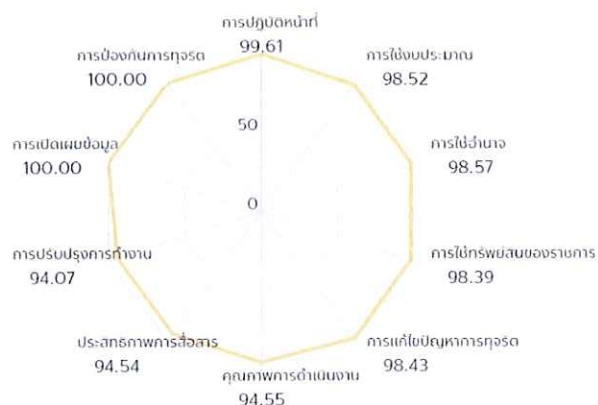 การปฏิบัติหน้าที่
99.61
การใช้งบประมาณ
98.52
การใช้อำนาจ
98.57
การใช้ทรัพย์สินของราชการ
98.39
การแก้ไขปัญหาการทุจริต
98.43
คุณภาพการดำเนินงาน
94.55
ประสิทธิภาพการสื่อสาร
94.54
การปรับปรุงการทำงาน
94.07
การเปิดเผยข้อมูล
100.00
การป้องกันการทุจริต
100.00
50
0